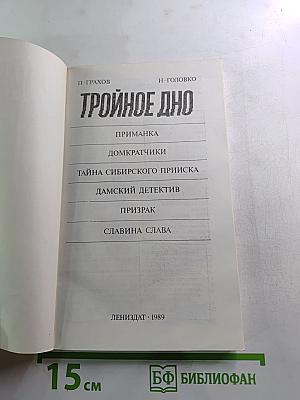 П · ГРАХОВ Н · ГОЛОВКО
ТРОЙНОЕ ДНО
ПРИМАНКА
ДОМКРАТЧИКИ
ТАЙНА СИБИРСКОГО ПРИИСКА
ДАМСКИЙ ДЕТЕКТИВ
ПРИЗРАК
СЛАВИНА СЛАВА
ЛЕНИЗДАТ · 1989
15 см
БФ БИБЛИОФАН